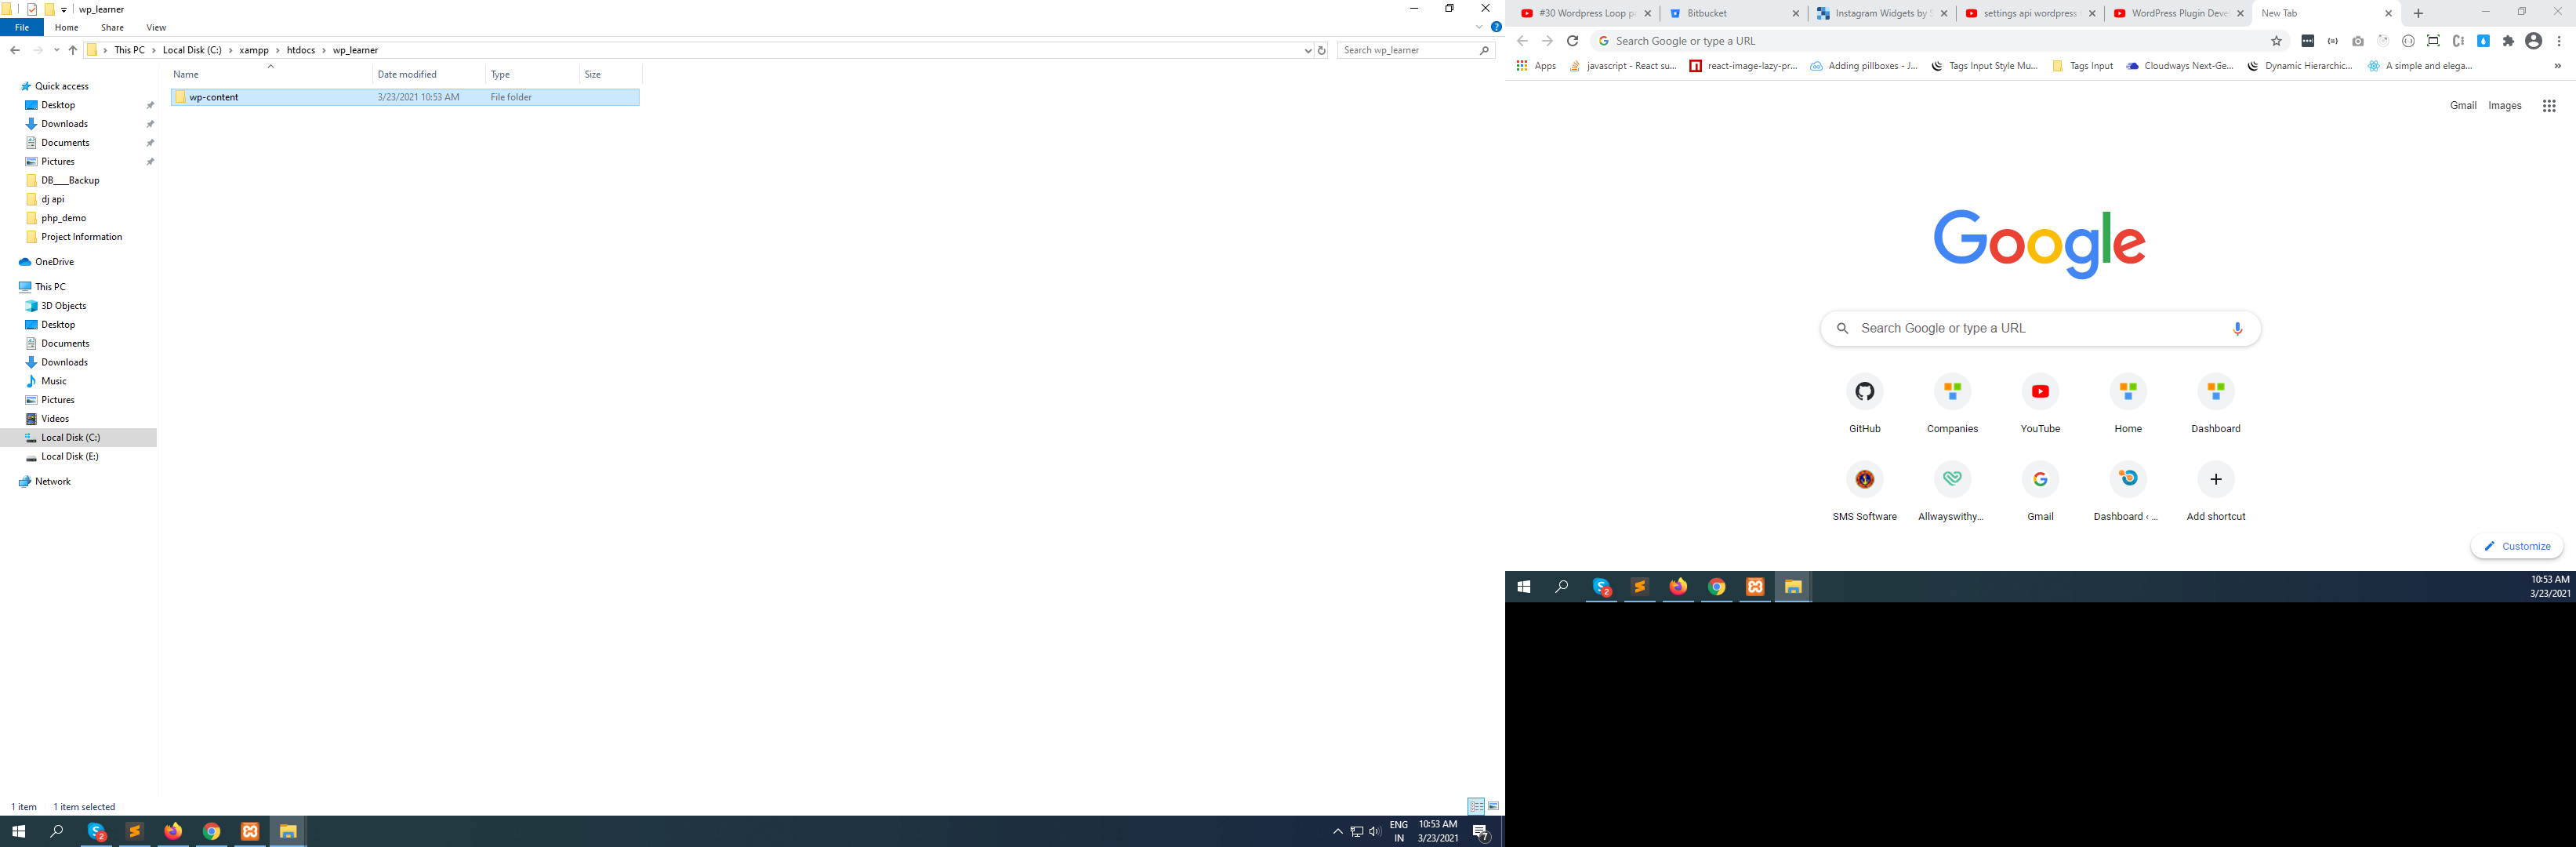 wp_learner
File Home Share View
This PC Local Disk (C:) xampp htdocs wp_learner
Search wp_learner
Name Date modified Type Size
wp-content 3/23/2021 10:53 AM File folder
Quick access
Desktop
Downloads
Documents
Pictures
DB___Backup
dj api
php_demo
Project Information
OneDrive
This PC
3D Objects
Desktop
Documents
Downloads
Music
Pictures
Videos
Local Disk (C:)
Local Disk (E:)
Network
1 item 1 item selected
2
ENG
IN
10:53 AM
3/23/2021
7
#30 Wordpress Loop po
Bitbucket
Instagram Widgets by S
settings api wordpress
WordPress Plugin Deve
New Tab
Search Google or type a URL
Apps javascript - React su... react-image-lazy-pr... Adding pillboxes - J... Tags Input Style Mu... Tags Input Cloudways Next-Ge... Dynamic Hierarchic... A simple and elega... »
Gmail Images
Google
Search Google or type a URL
GitHub Companies YouTube Home Dashboard
SMS Software Allwayswithy... Gmail Dashboard ‹ ... Add shortcut
Customize
2
10:53 AM
3/23/2021